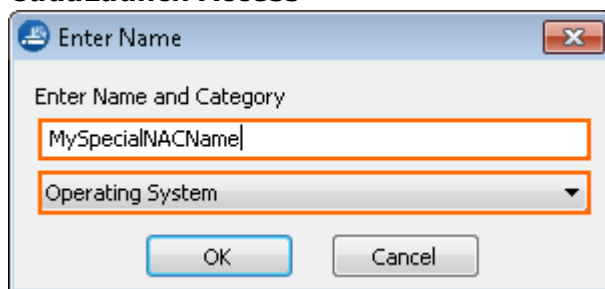 Enter Name
Enter Name and Category
MySpecialNACName
Operating System
OK
Cancel